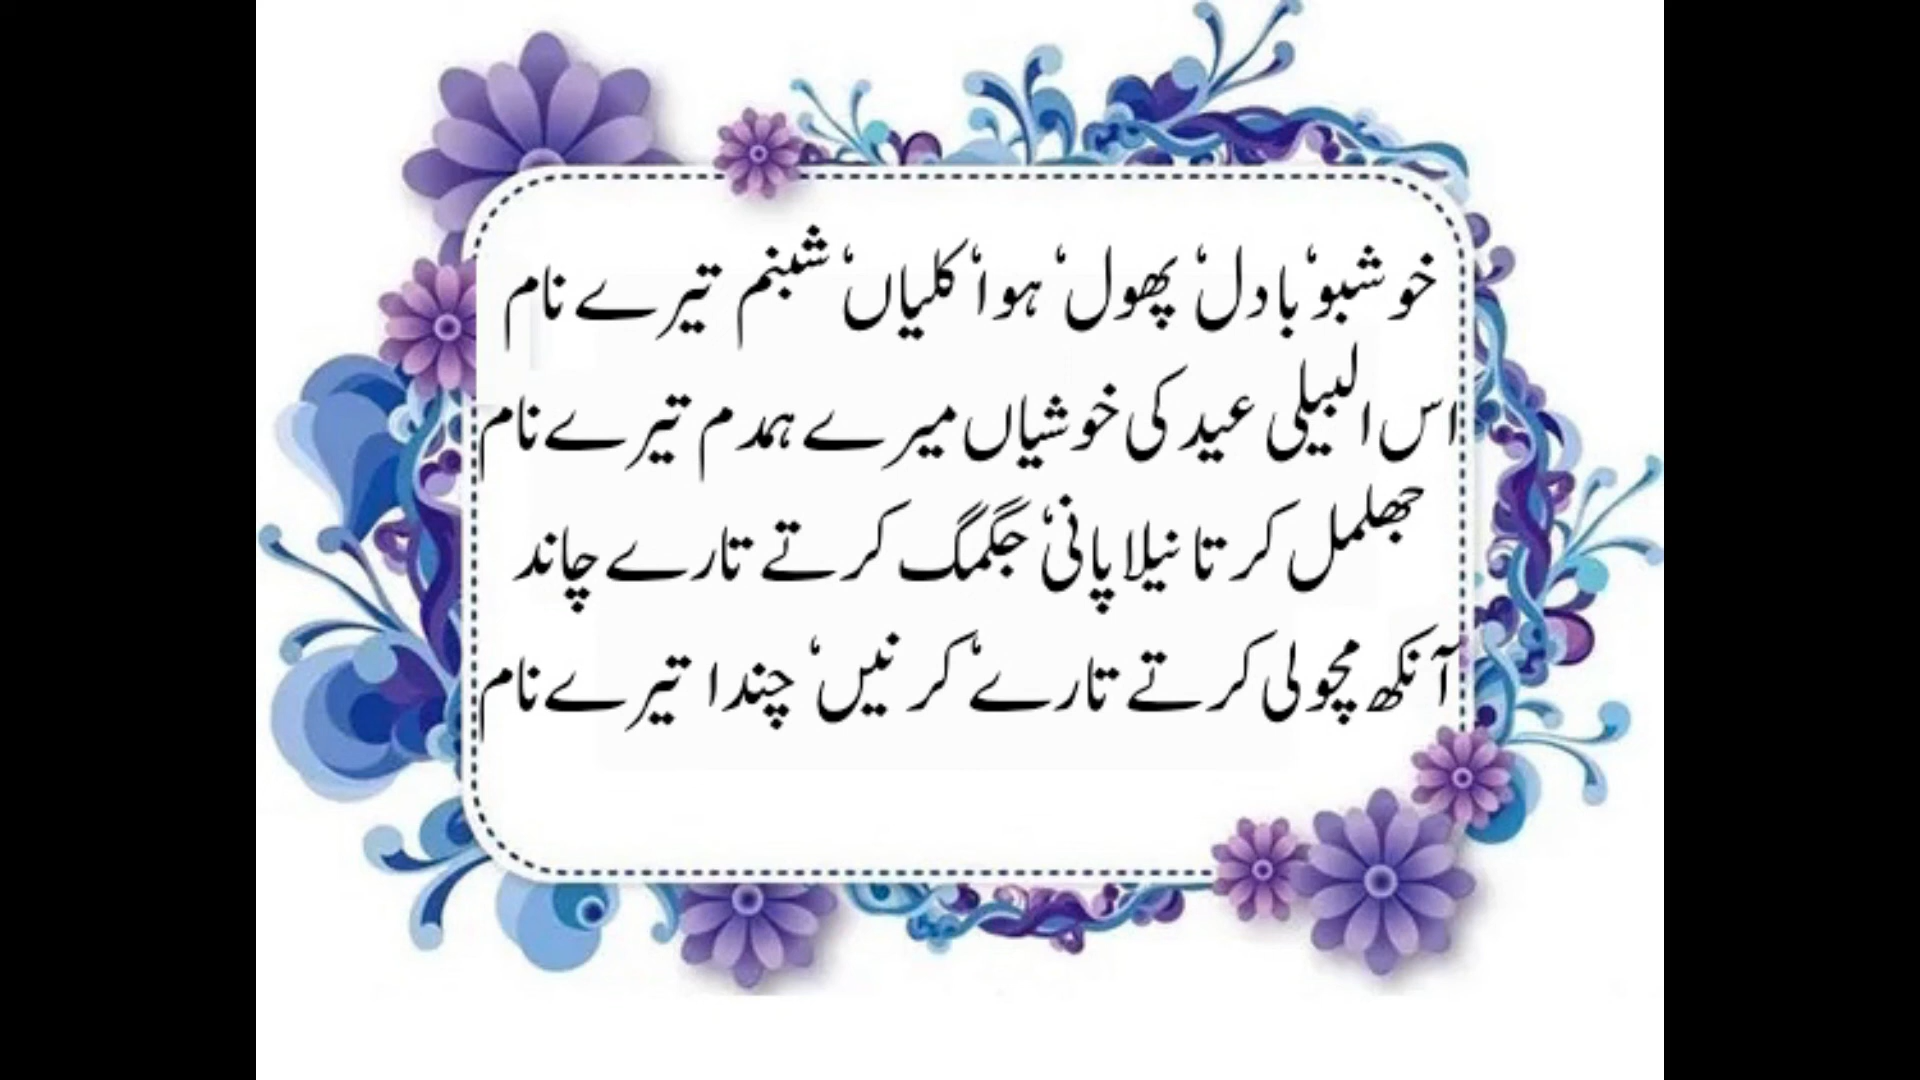 خوشبو‘ بادل‘ پھول‘ ہوا‘ کلیاں‘ شبنم تیرے نام
اس البیلی عید کی خوشیاں میرے ہمدم تیرے نام
جھلمل کرتا نیلا پانی‘ جگمگ کرتے تارے چاند
آنکھ مچولی کرتے تارے‘ کرنیں‘ چندا تیرے نام